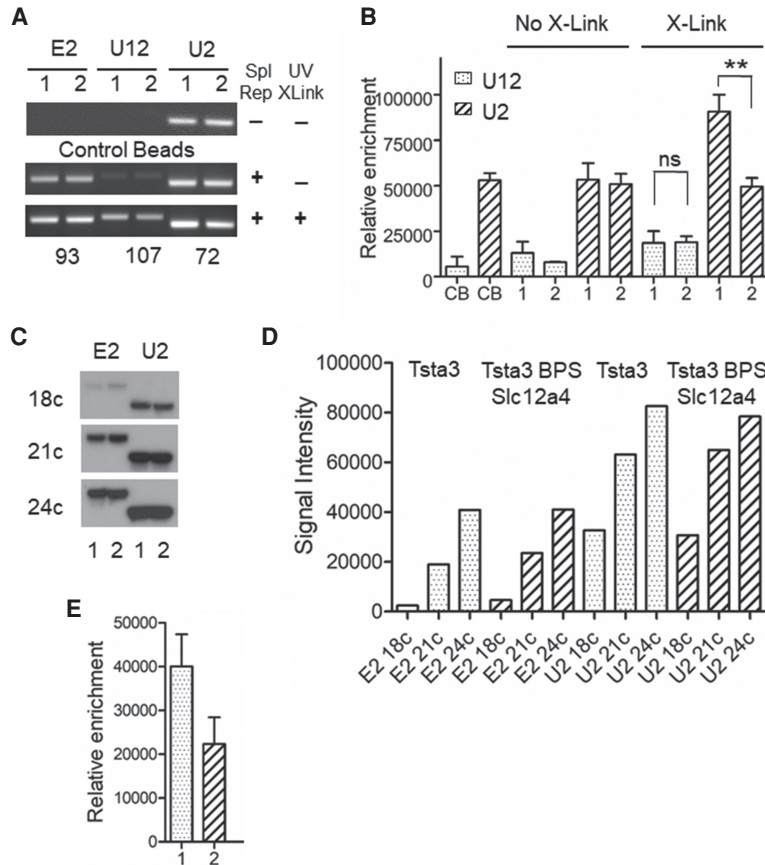 A
E2 U12 U2
1 2 1 2 1 2
Spl Rep
UV XLink
– –
Control Beads
+ –
+ +
93 107 72
B
No X-Link X-Link
U12
U2
**
ns
Relative enrichment
100000
75000
50000
25000
0
CB CB 1 2 1 2 1 2 1 2
C
E2 U2
18c
21c
24c
1 2 1 2
D
Tsta3 Tsta3 BPS Slc12a4 Tsta3 Tsta3 BPS Slc12a4
Signal Intensity
100000
80000
60000
40000
20000
0
E2 18c E2 21c E2 24c E2 18c E2 21c E2 24c U2 18c U2 21c U2 24c U2 18c U2 21c U2 24c
E
Relative enrichment
50000
40000
30000
20000
10000
0
1 2